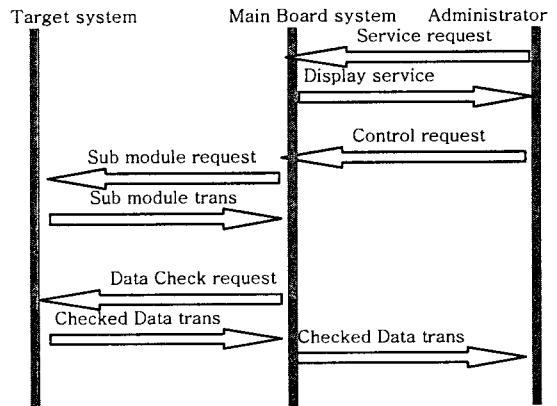 Target system
Main Board system
Administrator
Service request
Display service
Control request
Sub module request
Sub module trans
Data Check request
Checked Data trans
Checked Data trans